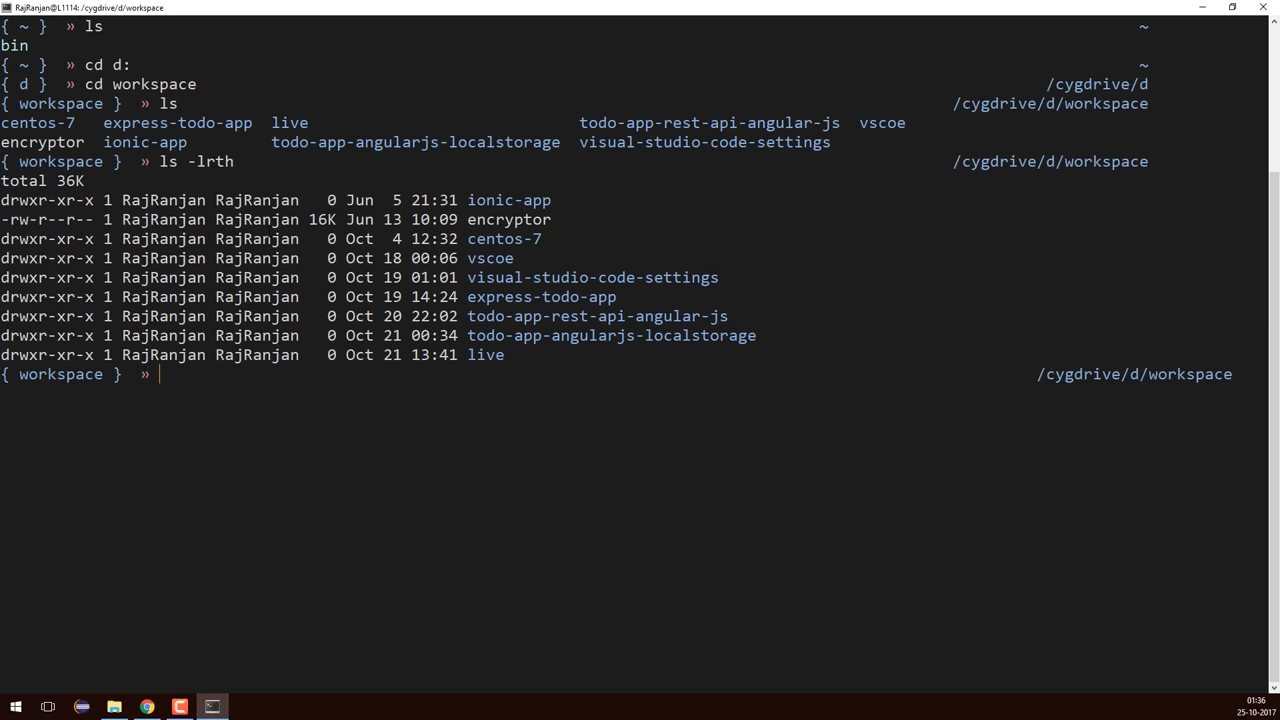 RajRanjan@L1114: /cygdrive/d/workspace
{ ~ } » ls ~
bin
{ ~ } » cd d: ~
{ d } » cd workspace /cygdrive/d
{ workspace } » ls /cygdrive/d/workspace
centos-7 express-todo-app live todo-app-rest-api-angular-js vscoe
encryptor ionic-app todo-app-angularjs-localstorage visual-studio-code-settings
{ workspace } » ls -lrth /cygdrive/d/workspace
total 36K
drwxr-xr-x 1 RajRanjan RajRanjan 0 Jun 5 21:31 ionic-app
-rw-r--r-- 1 RajRanjan RajRanjan 16K Jun 13 10:09 encryptor
drwxr-xr-x 1 RajRanjan RajRanjan 0 Oct 4 12:32 centos-7
drwxr-xr-x 1 RajRanjan RajRanjan 0 Oct 18 00:06 vscoe
drwxr-xr-x 1 RajRanjan RajRanjan 0 Oct 19 01:01 visual-studio-code-settings
drwxr-xr-x 1 RajRanjan RajRanjan 0 Oct 19 14:24 express-todo-app
drwxr-xr-x 1 RajRanjan RajRanjan 0 Oct 20 22:02 todo-app-rest-api-angular-js
drwxr-xr-x 1 RajRanjan RajRanjan 0 Oct 21 00:34 todo-app-angularjs-localstorage
drwxr-xr-x 1 RajRanjan RajRanjan 0 Oct 21 13:41 live
{ workspace } » /cygdrive/d/workspace
01:36
25-10-2017